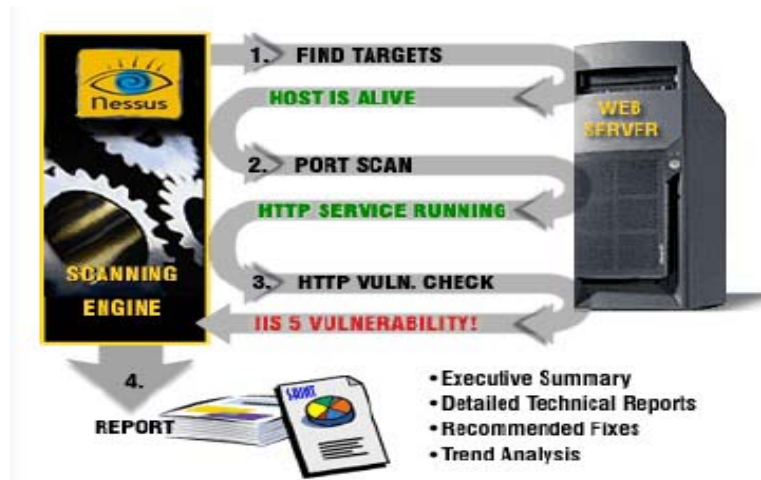 nessus
SCANNING
ENGINE
1. FIND TARGETS
HOST IS ALIVE
2. PORT SCAN
HTTP SERVICE RUNNING
3. HTTP VULN. CHECK
IIS 5 VULNERABILITY!
WEB
SERVER
4.
REPORT
• Executive Summary
• Detailed Technical Reports
• Recommended Fixes
• Trend Analysis